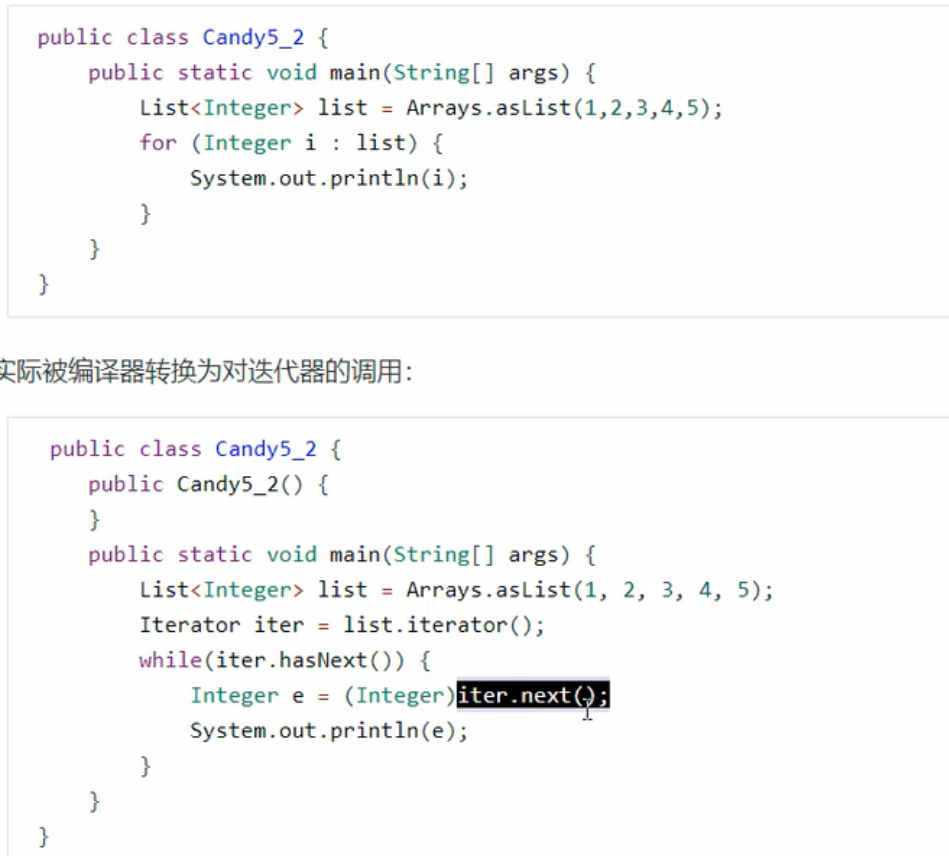 public class Candy5_2 {
    public static void main(String[] args) {
        List<Integer> list = Arrays.asList(1,2,3,4,5);
        for (Integer i : list) {
            System.out.println(i);
        }
    }
}
实际被编译器转换为对迭代器的调用：
public class Candy5_2 {
    public Candy5_2() {
    }
    public static void main(String[] args) {
        List<Integer> list = Arrays.asList(1, 2, 3, 4, 5);
        Iterator iter = list.iterator();
        while(iter.hasNext()) {
            Integer e = (Integer)iter.next();
            System.out.println(e);
        }
    }
}